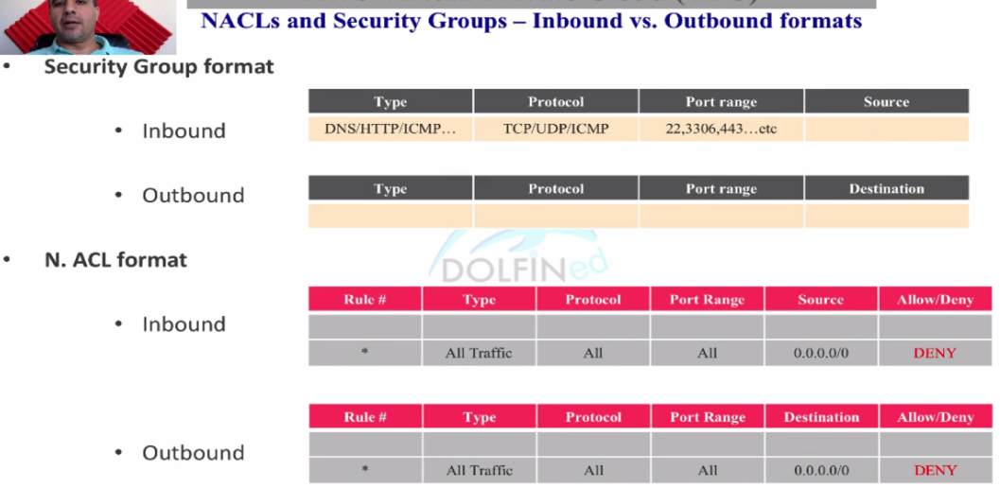 NACLs and Security Groups – Inbound vs. Outbound formats
• Security Group format
Type Protocol Port range Source
• Inbound DNS/HTTP/ICMP… TCP/UDP/ICMP 22,3306,443…etc
Type Protocol Port range Destination
• Outbound
• N. ACL format
DOLFINed
Rule # Type Protocol Port Range Source Allow/Deny
• Inbound
* All Traffic All All 0.0.0.0/0 DENY
Rule # Type Protocol Port Range Destination Allow/Deny
• Outbound
* All Traffic All All 0.0.0.0/0 DENY